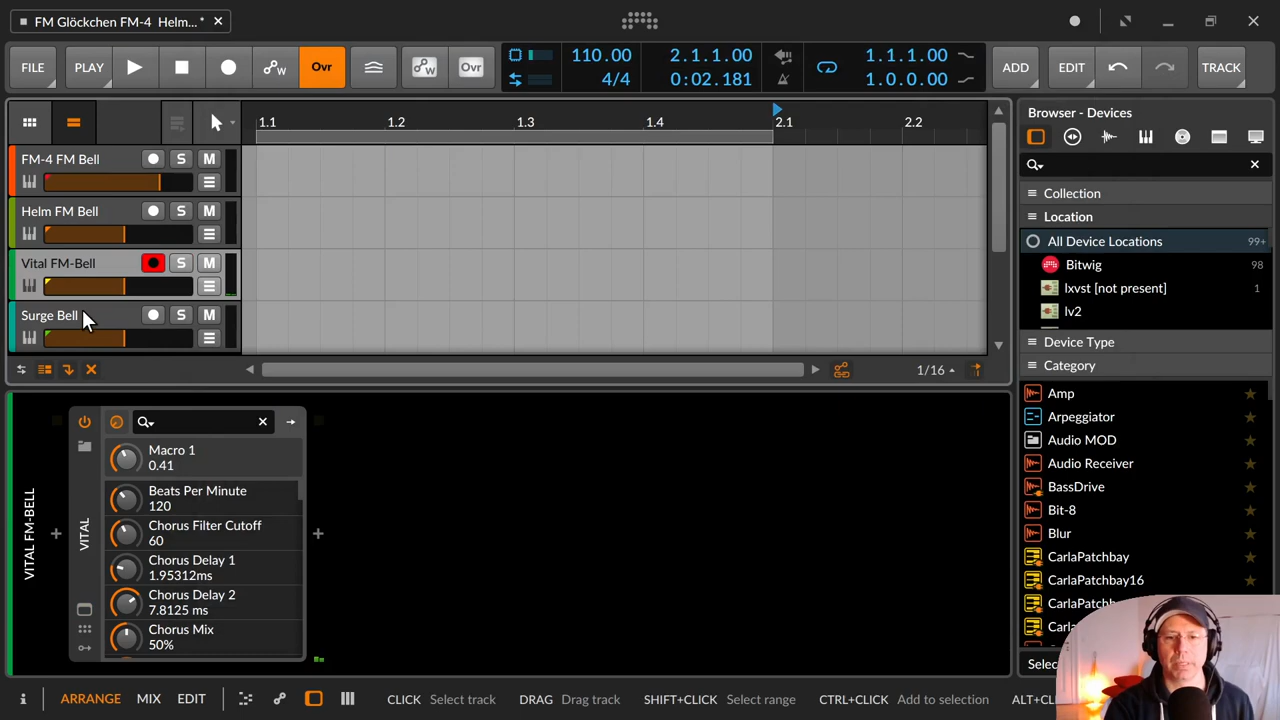 FM Glöckchen FM-4 Helm...*
FILE PLAY Ovr Ovr 110.00 4/4 2.1.1.00 0:02.181 1.1.1.00 1.0.0.00 ADD EDIT TRACK
1.1 1.2 1.3 1.4 2.1 2.2
FM-4 FM Bell S M
Helm FM Bell S M
Vital FM-Bell S M
Surge Bell S M
1/16
VITAL FM-BELL
VITAL
Macro 1
0.41
Beats Per Minute
120
Chorus Filter Cutoff
60
Chorus Delay 1
1.95312ms
Chorus Delay 2
7.8125 ms
Chorus Mix
50%
Browser - Devices
Collection
Location
All Device Locations 99+
Bitwig 98
lxvst [not present] 1
lv2
Device Type
Category
Amp
Arpeggiator
Audio MOD
Audio Receiver
BassDrive
Bit-8
Blur
CarlaPatchbay
CarlaPatchbay16
ARRANGE MIX EDIT CLICK Select track DRAG Drag track SHIFT+CLICK Select range CTRL+CLICK Add to selection